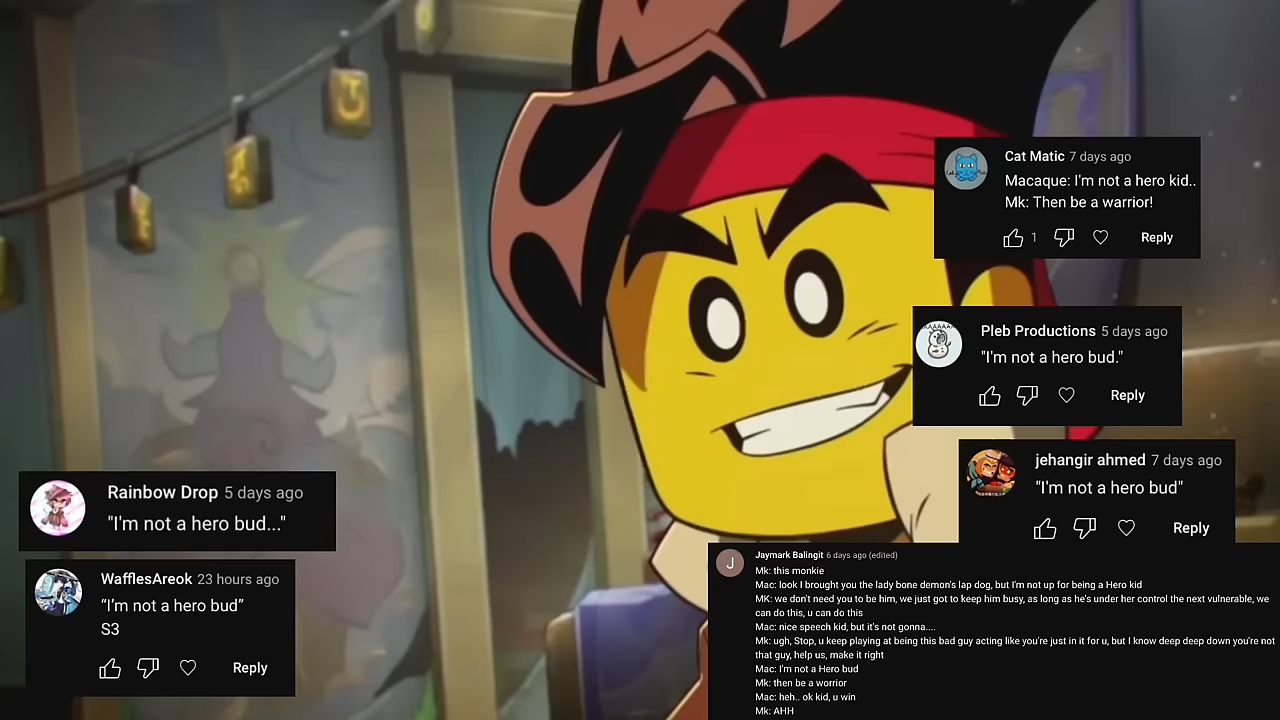 Cat Matic 7 days ago
Macaque: I'm not a hero kid..
Mk: Then be a warrior!
1 Reply
Pleb Productions 5 days ago
"I'm not a hero bud."
Reply
jehangir ahmed 7 days ago
"I'm not a hero bud"
Reply
Rainbow Drop 5 days ago
"I'm not a hero bud..."
WafflesAreok 23 hours ago
“I’m not a hero bud”
S3
Reply
J
Jaymark Balingit 6 days ago (edited)
Mk: this monkie
Mac: look I brought you the lady bone demon's lap dog, but I'm not up for being a Hero kid
MK: we don't need you to be him, we just got to keep him busy, as long as he's under her control the next vulnerable, we
can do this, u can do this
Mac: nice speech kid, but it's not gonna....
Mk: ugh, Stop, u keep playing at being this bad guy acting like you're just in it for u, but I know deep deep down you're not
that guy, help us, make it right
Mac: I'm not a Hero bud
Mk: then be a worrior
Mac: heh.. ok kid, u win
Mk: AHH